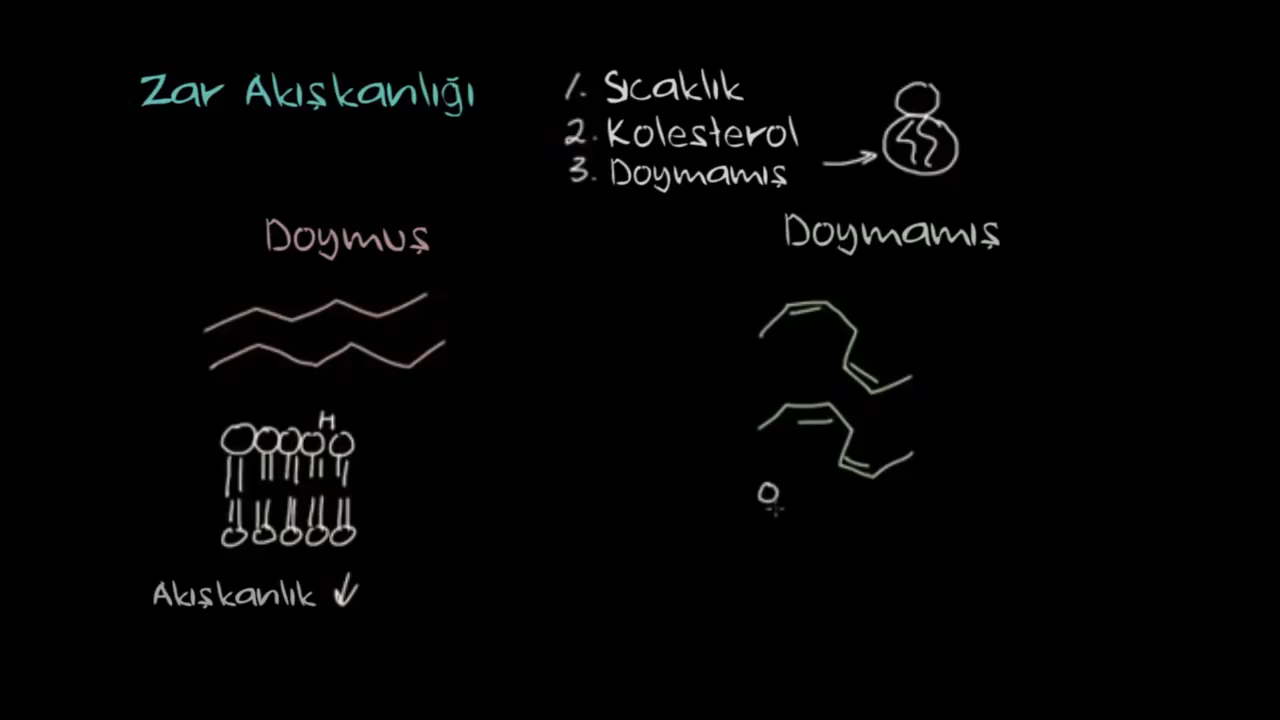 Zar Akışkanlığı
1. Sıcaklık
2. Kolesterol
3. Doymamış
Doymuş
Doymamış
H
Akışkanlık ↓